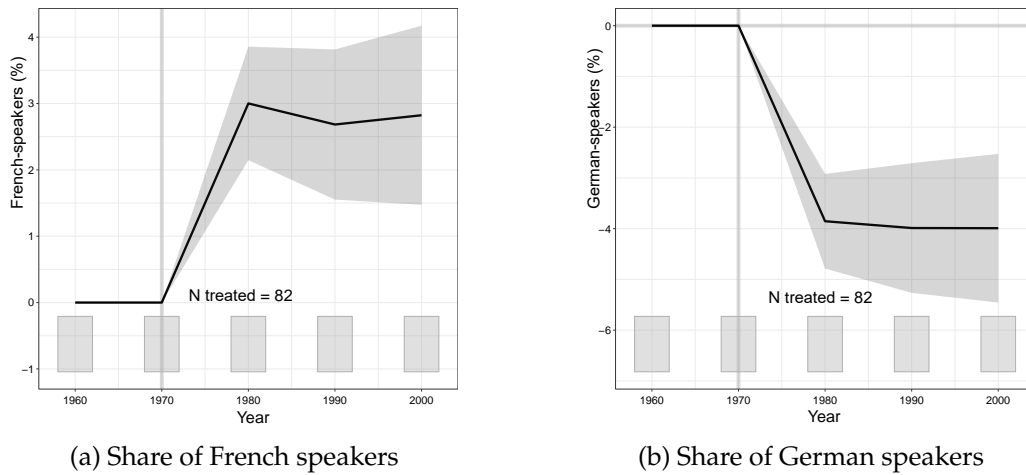 French-speakers (%)
4
3
2
1
0
−1
N treated = 82
1960 1970 1980 1990 2000
Year
(a) Share of French speakers
German-speakers (%)
0
−2
−4
−6
N treated = 82
1960 1970 1980 1990 2000
Year
(b) Share of German speakers